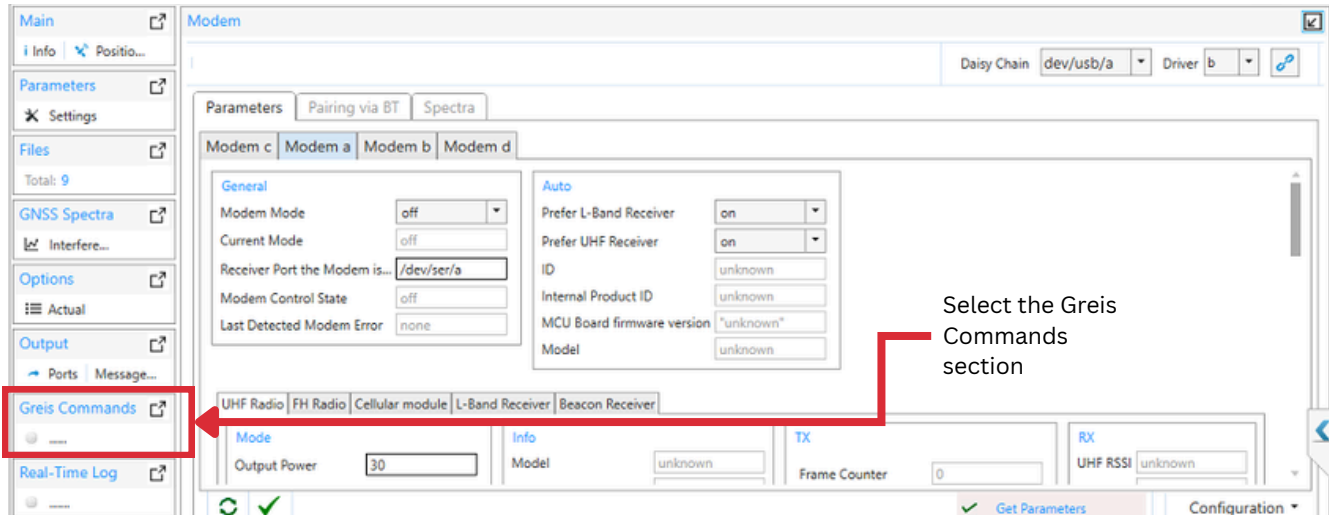 Main
i Info Positio...
Parameters
Settings
Files
Total: 9
GNSS Spectra
Interfere...
Options
Actual
Output
Ports Message...
Greis Commands
......
Real-Time Log
......
Modem
Daisy Chain dev/usb/a Driver b
Parameters Pairing via BT Spectra
Modem c Modem a Modem b Modem d
General
Modem Mode off
Current Mode off
Receiver Port the Modem is... /dev/ser/a
Modem Control State off
Last Detected Modem Error none
Auto
Prefer L-Band Receiver on
Prefer UHF Receiver on
ID unknown
Internal Product ID unknown
MCU Board firmware version "unknown"
Model unknown
Select the Greis
Commands
section
UHF Radio FH Radio Cellular module L-Band Receiver Beacon Receiver
Mode
Output Power 30
Info
Model unknown
TX
Frame Counter 0
RX
UHF RSSI unknown
Get Parameters Configuration